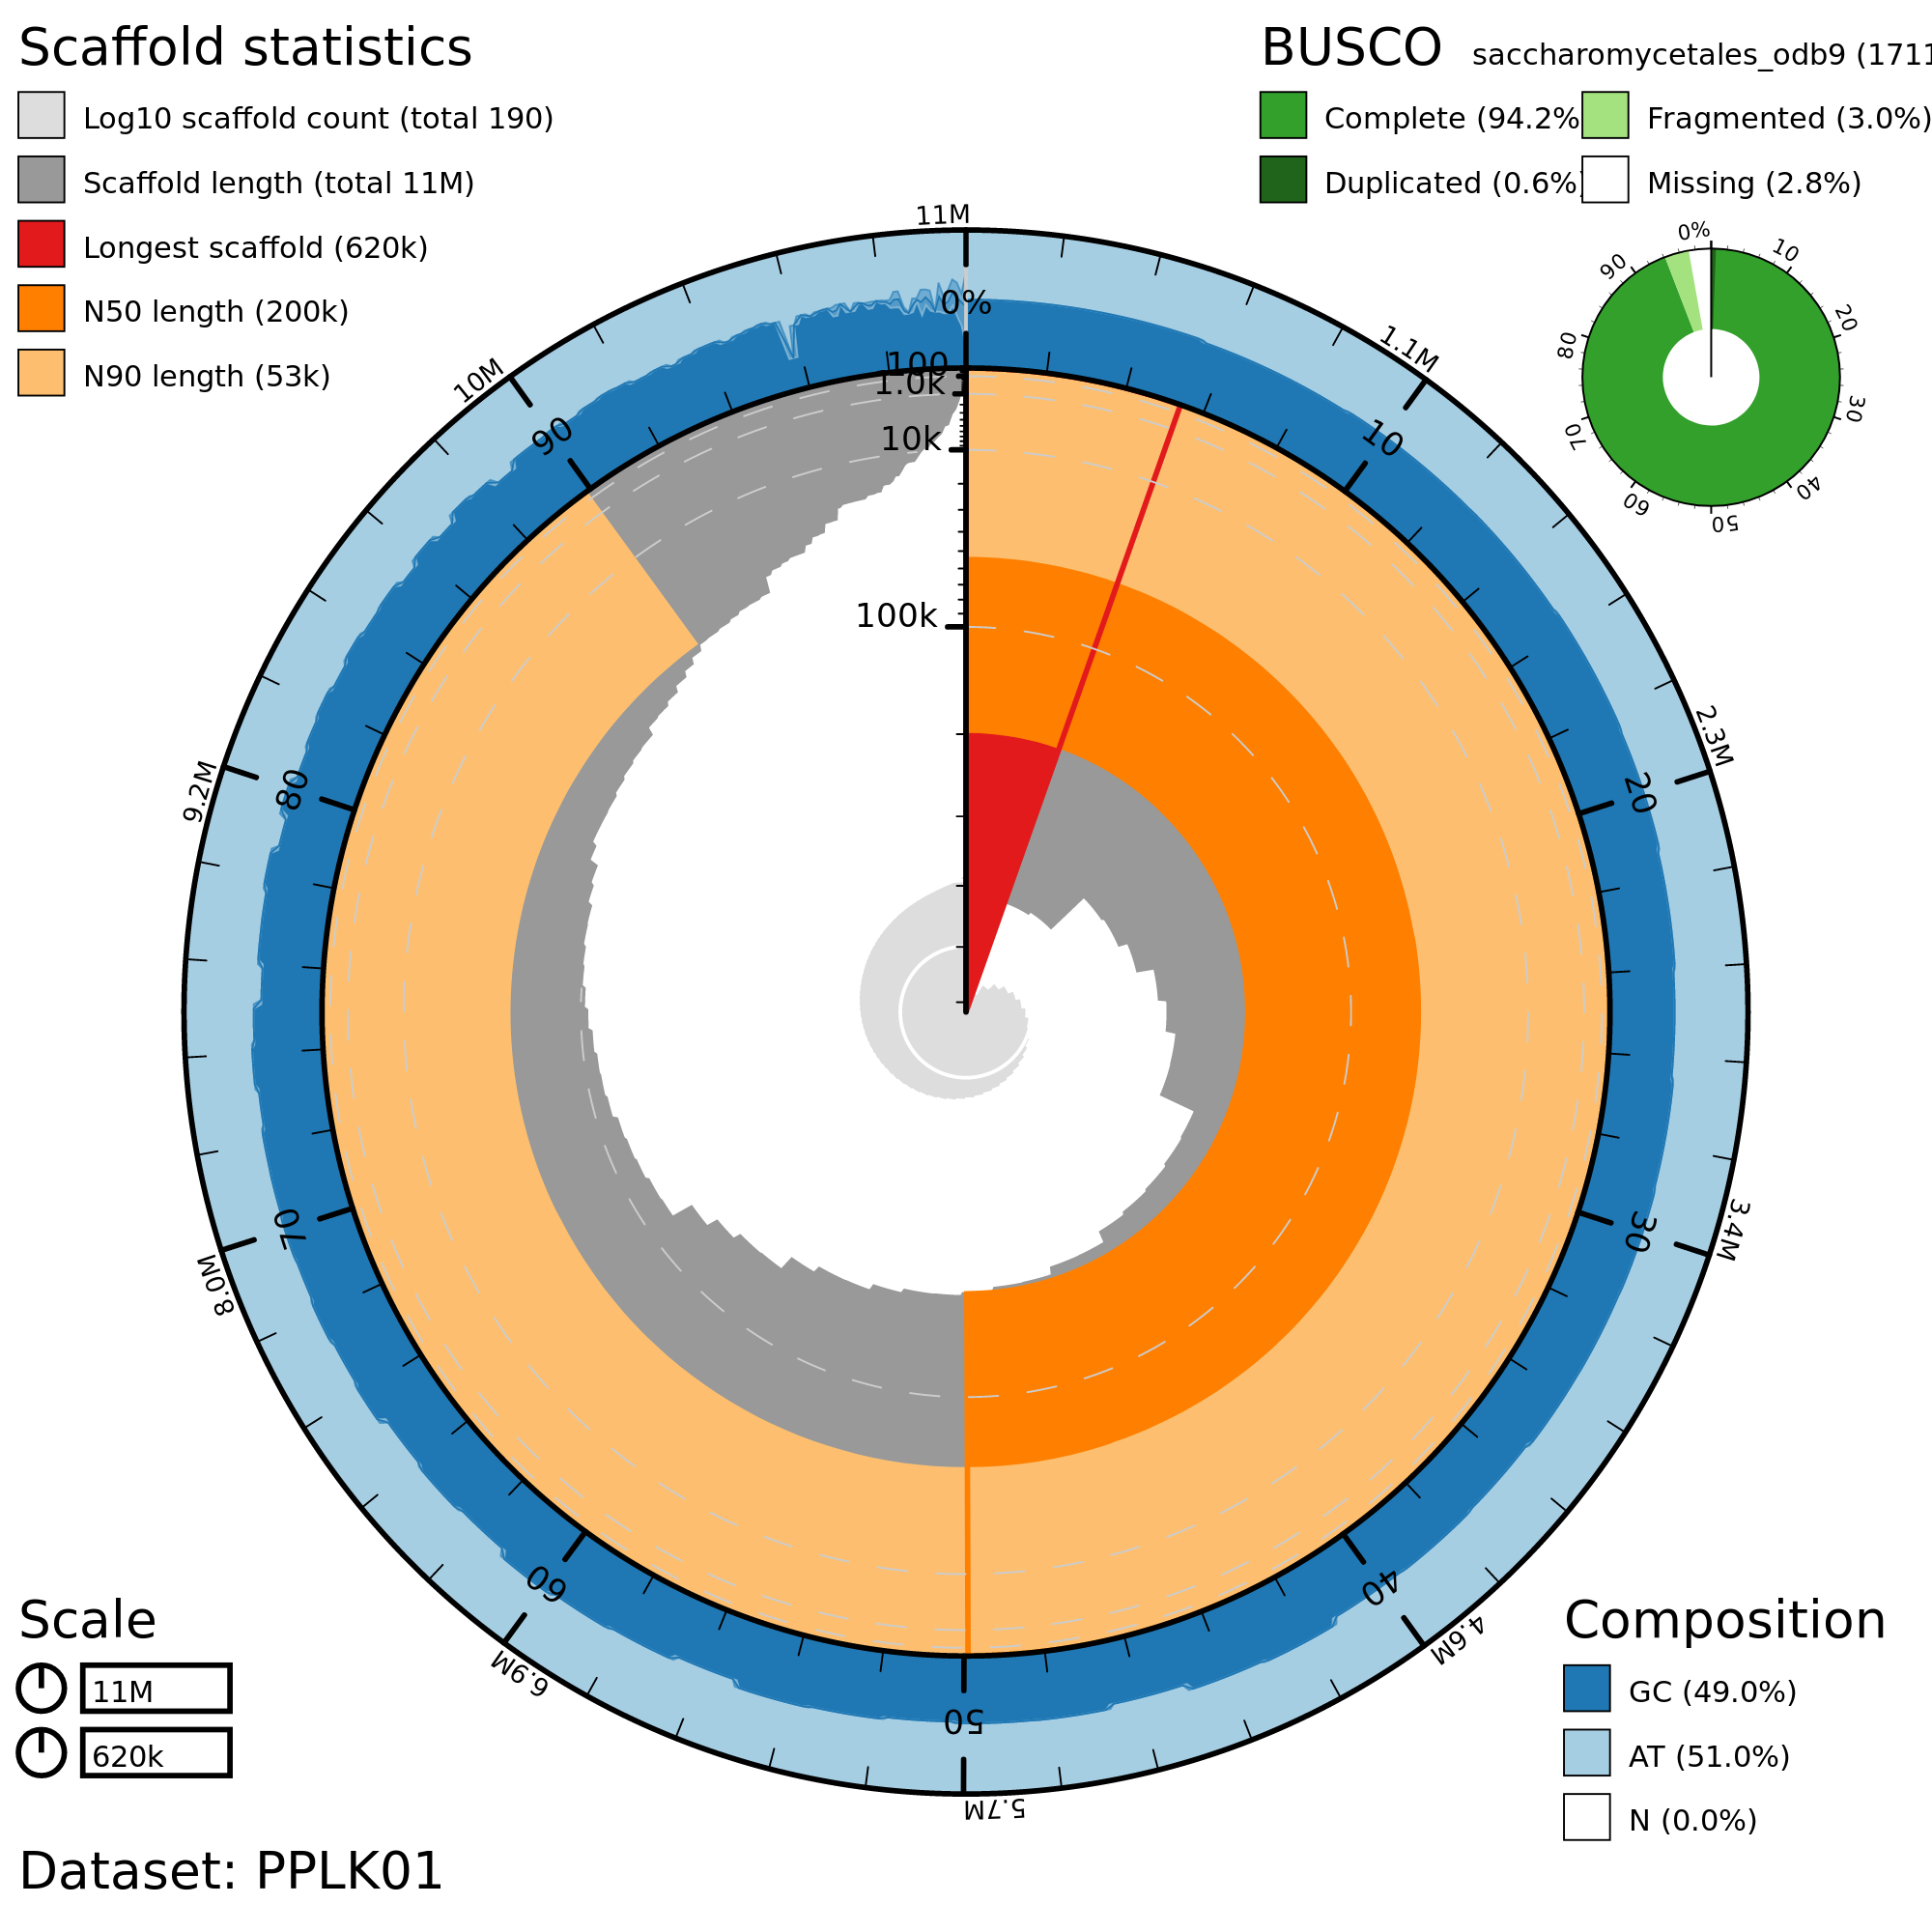 Scaffold statistics
Log10 scaffold count (total 190)
Scaffold length (total 11M)
Longest scaffold (620k)
N50 length (200k)
N90 length (53k)
BUSCO saccharomycetales_odb9 (1711
Complete (94.2%
Fragmented (3.0%)
Duplicated (0.6%)
Missing (2.8%)
0%
10
20
30
40
50
60
70
80
90
11M
1.1M
2.3M
3.4M
4.6M
5.7M
6.9M
8.0M
9.2M
10M
0%
10
20
30
40
50
60
70
80
90
100
1.0k
10k
100k
Scale
11M
620k
Composition
GC (49.0%)
AT (51.0%)
N (0.0%)
Dataset: PPLK01